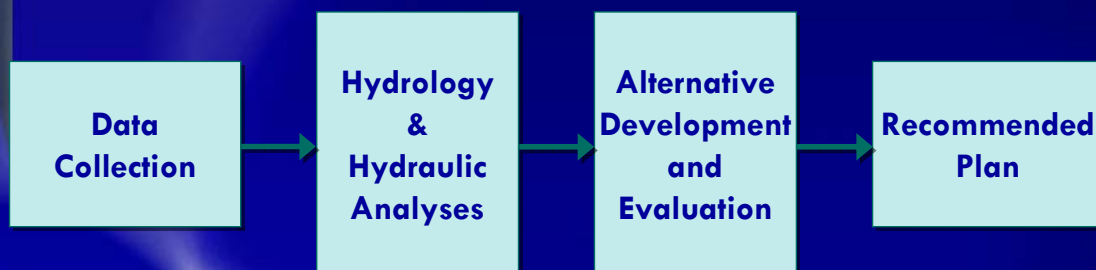 Data
Collection
Hydrology
&
Hydraulic
Analyses
Alternative
Development
and
Evaluation
Recommended
Plan